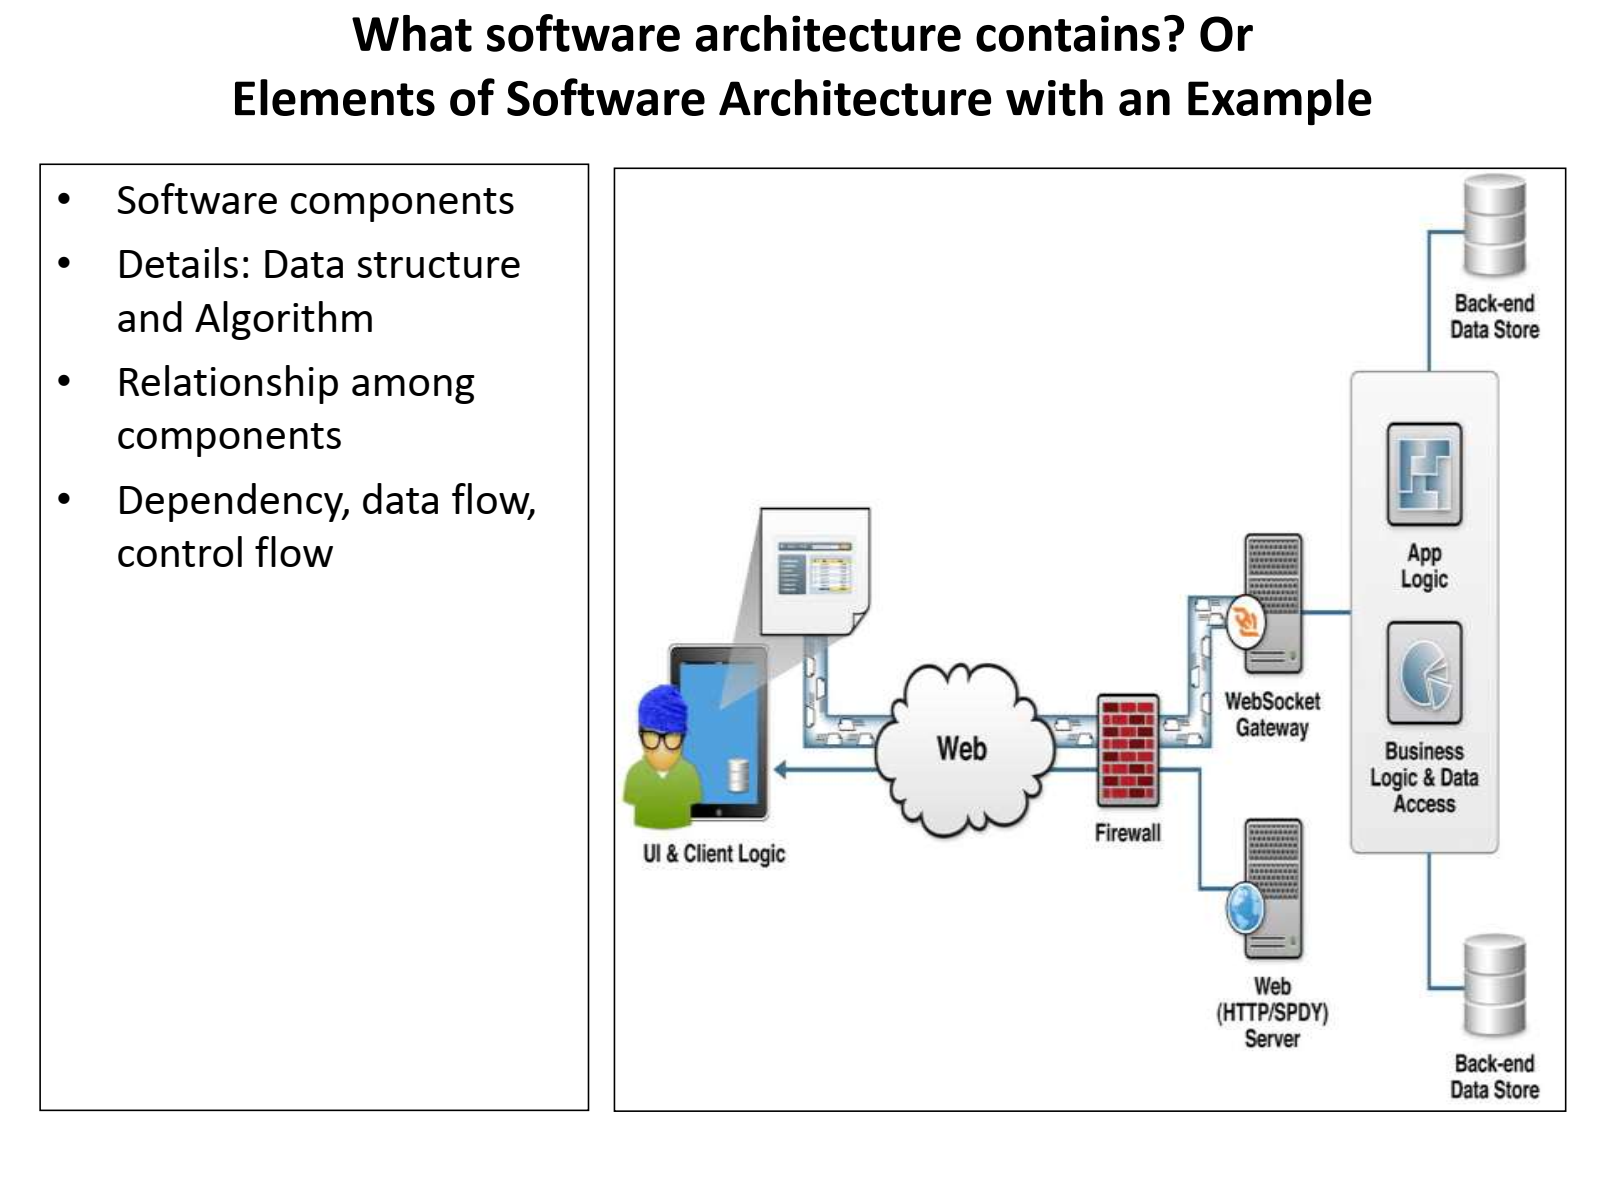 What software architecture contains? Or
Elements of Software Architecture with an Example
• Software components
• Details: Data structure
and Algorithm
• Relationship among
components
• Dependency, data flow,
control flow
Back-end
Data Store
App
Logic
WebSocket
Gateway
Web
Business
Logic & Data
Access
Firewall
UI & Client Logic
Web
(HTTP/SPDY)
Server
Back-end
Data Store